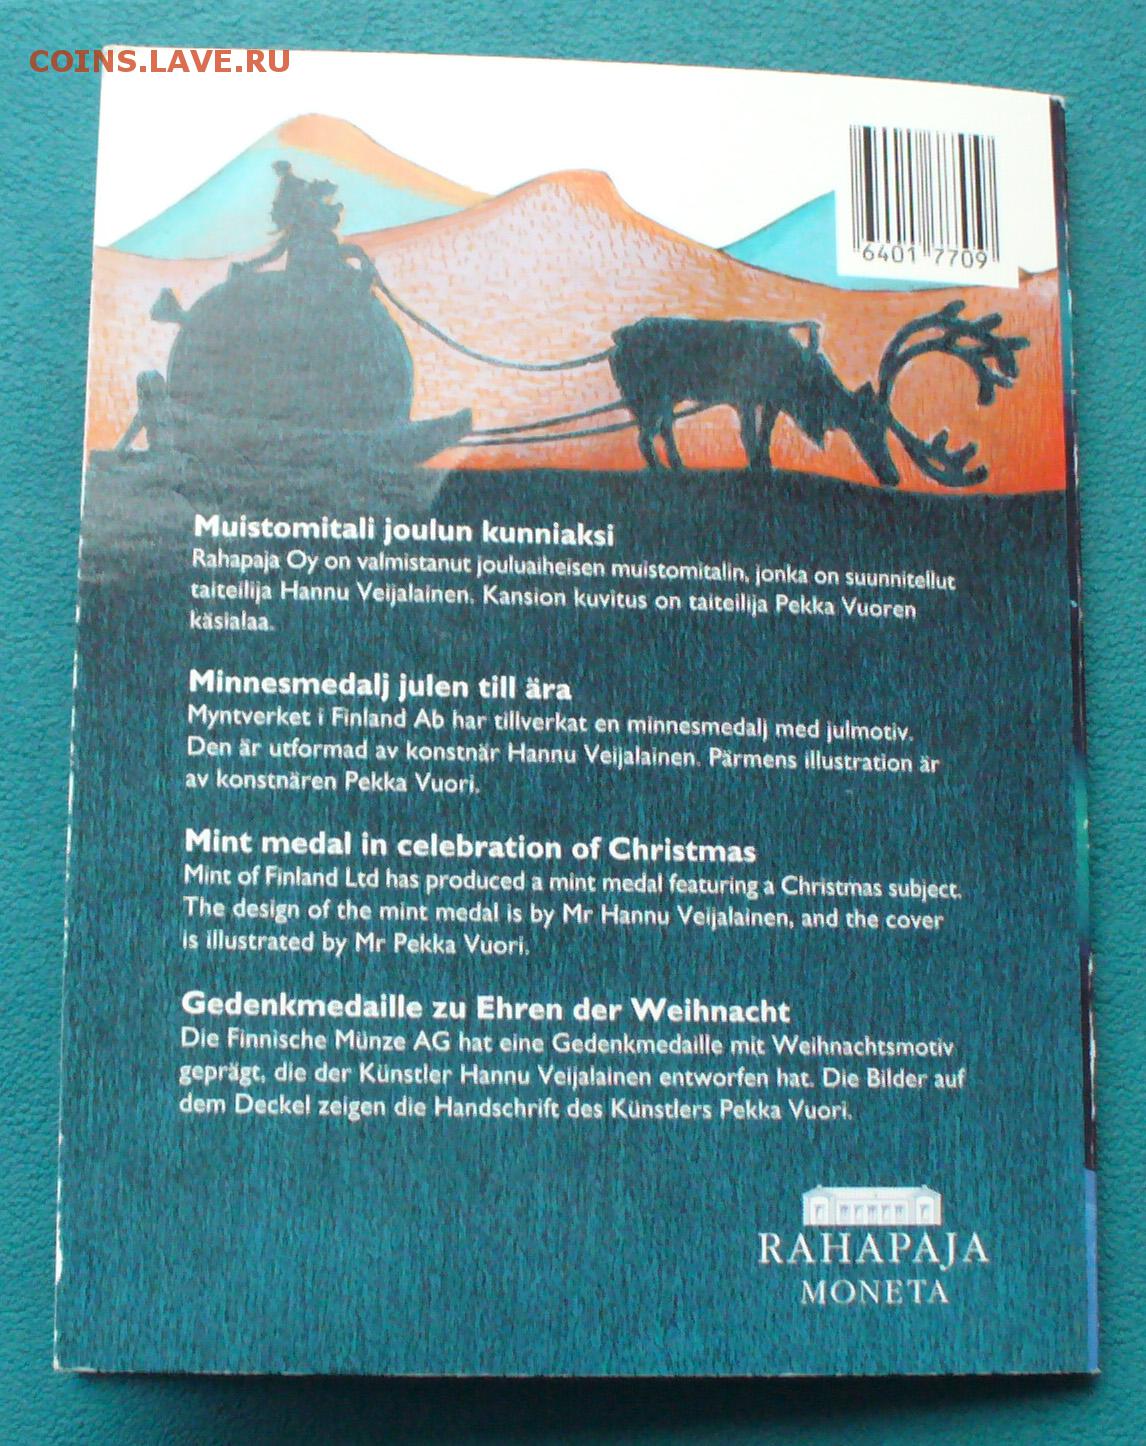 COINS.LAVE.RU
6401 7709
Muistomitali joulun kunniaksi
Rahapaja Oy on valmistanut jouluaiheisen muistomitalin, jonka on suunnitellut
taiteilija Hannu Veijalainen. Kansion kuvitus on taiteilija Pekka Vuoren
käsialaa.
Minnesmedalj julen till ära
Myntverket i Finland Ab har tillverkat en minnesmedalj med julmotiv.
Den är utformad av konstnär Hannu Veijalainen. Pärmens illustration är
av konstnären Pekka Vuori.
Mint medal in celebration of Christmas
Mint of Finland Ltd has produced a mint medal featuring a Christmas subject.
The design of the mint medal is by Mr Hannu Veijalainen, and the cover
is illustrated by Mr Pekka Vuori.
Gedenkmedaille zu Ehren der Weihnacht
Die Finnische Münze AG hat eine Gedenkmedaille mit Weihnachtsmotiv
geprägt, die der Künstler Hannu Veijalainen entworfen hat. Die Bilder auf
dem Deckel zeigen die Handschrift des Künstlers Pekka Vuori.
RAHAPAJA
MONETA